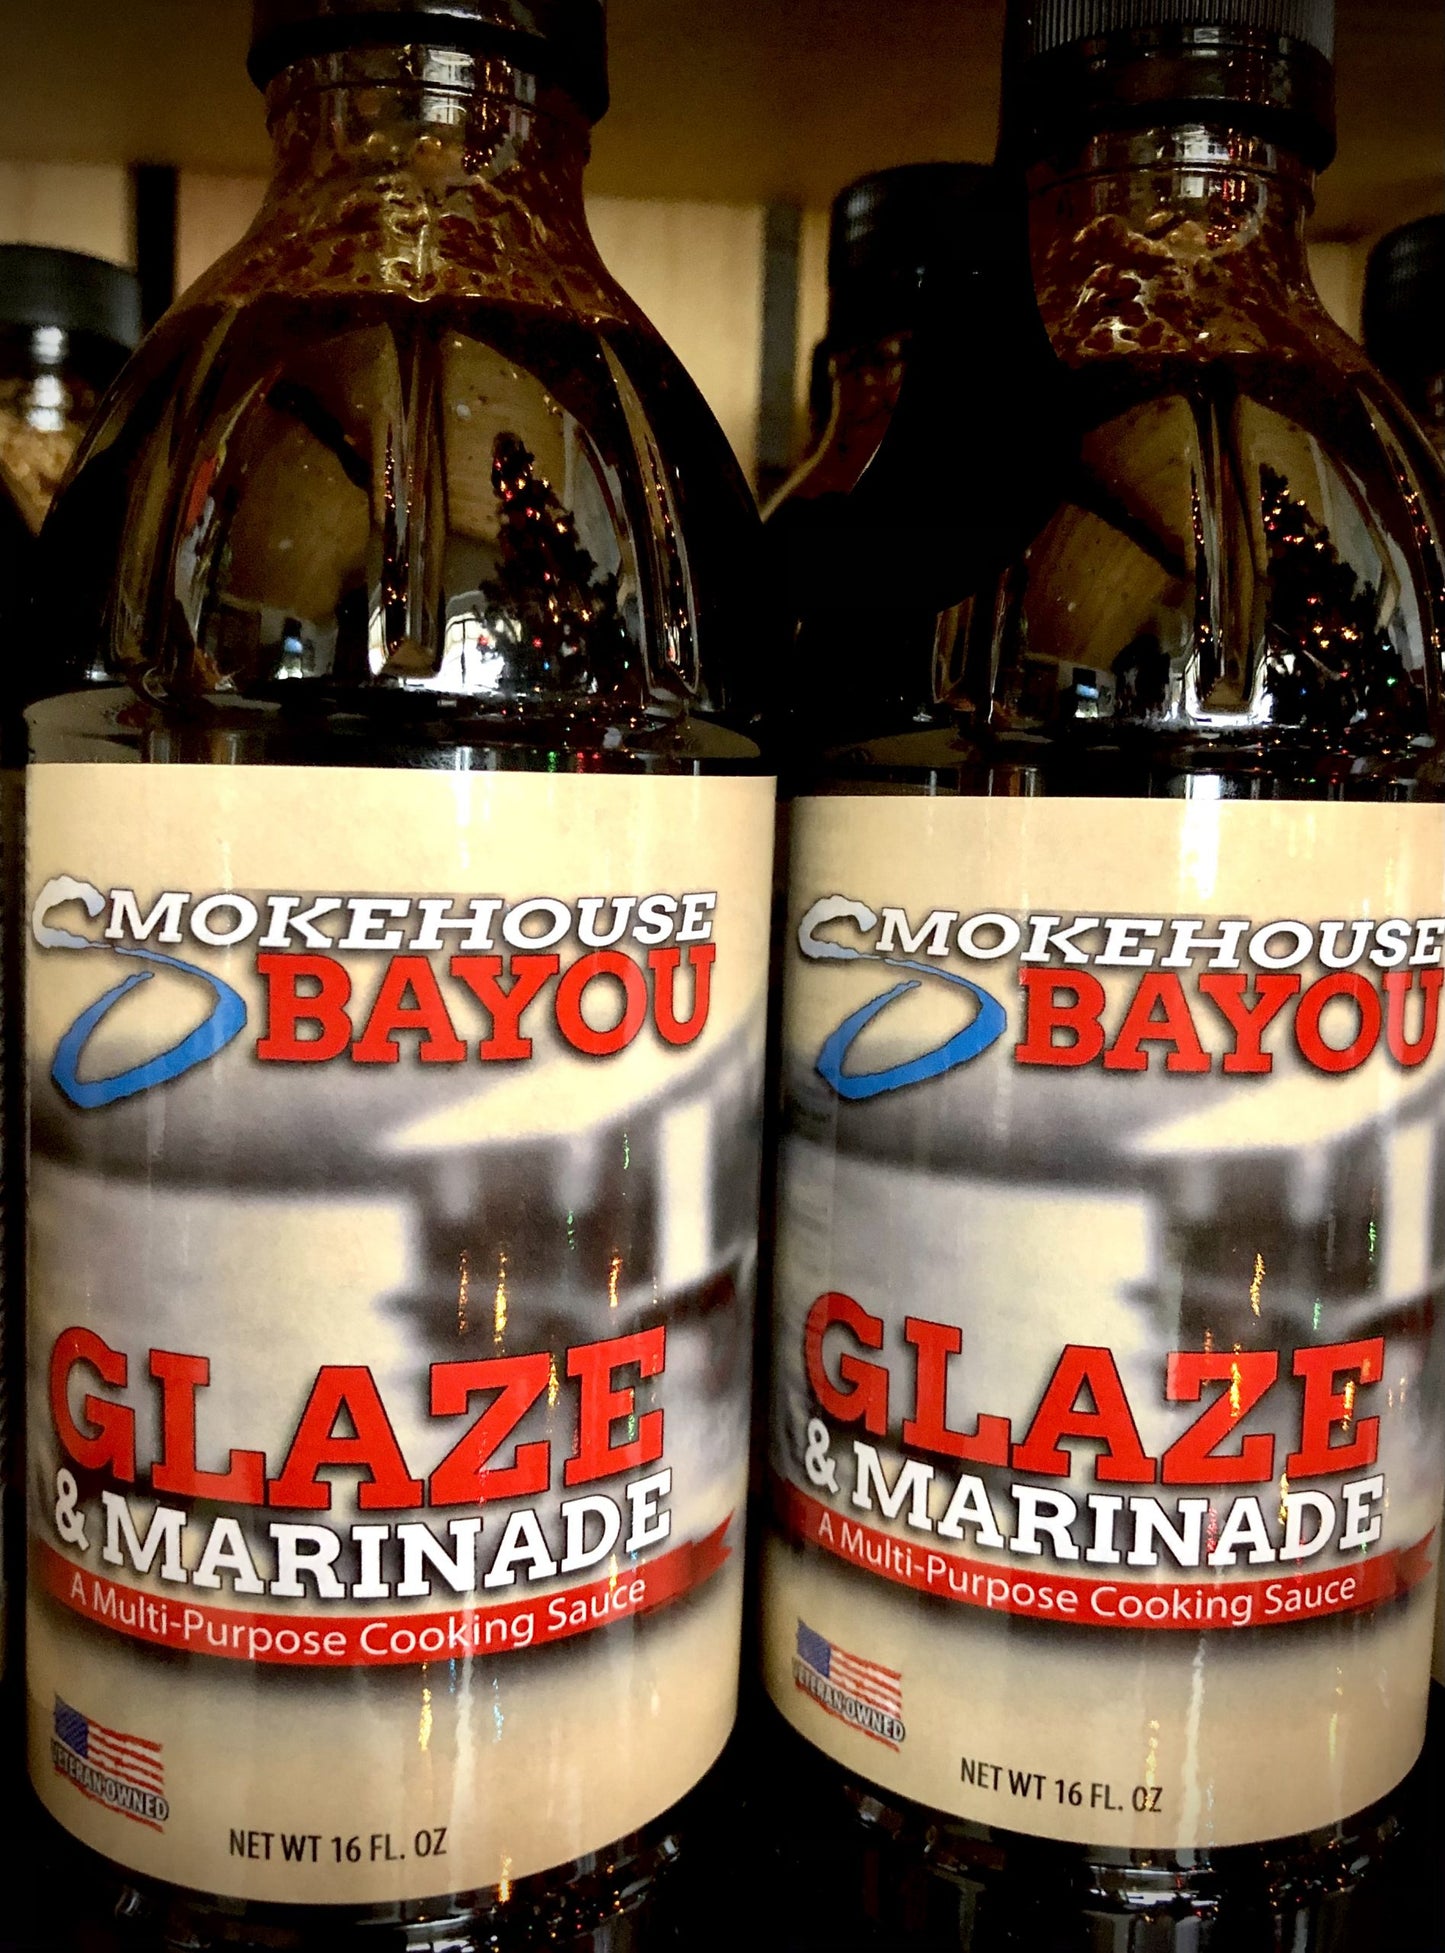 SMOKEHOUSE
BAYOU
GLAZE
& MARINADE
A Multi-Purpose Cooking Sauce
VETERAN-OWNED
NET WT 16 FL. OZ
SMOKEHOUSE
BAYOU
GLAZE
& MARINADE
A Multi-Purpose Cooking Sauce
VETERAN-OWNED
NET WT 16 FL. OZ